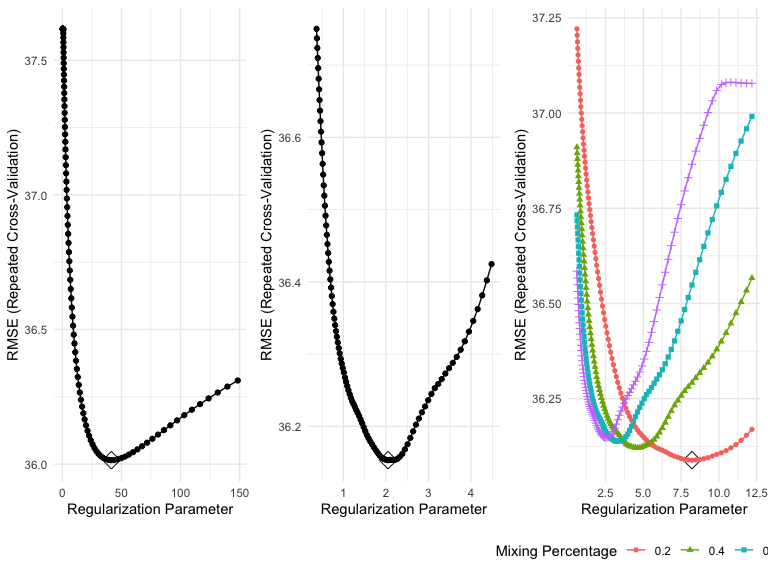 RMSE (Repeated Cross-Validation)
37.5
37.0
36.5
36.0
0 50 100 150
Regularization Parameter
RMSE (Repeated Cross-Validation)
36.6
36.4
36.2
1 2 3 4
Regularization Parameter
RMSE (Repeated Cross-Validation)
37.25
37.00
36.75
36.50
36.25
2.5 5.0 7.5 10.0 12.5
Regularization Parameter
Mixing Percentage 0.2 0.4